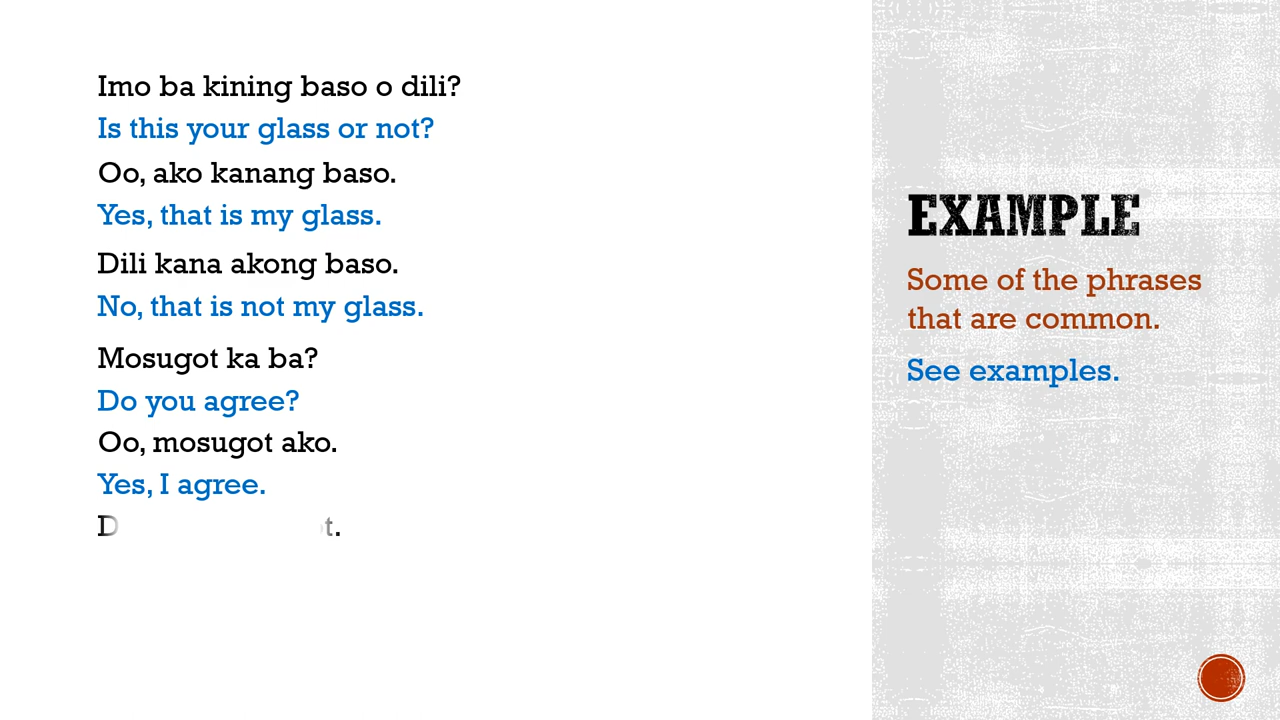 Imo ba kining baso o dili?
Is this your glass or not?
Oo, ako kanang baso.
Yes, that is my glass.
Dili kana akong baso.
No, that is not my glass.
Mosugot ka ba?
Do you agree?
Oo, mosugot ako.
Yes, I agree.
EXAMPLE
Some of the phrases
that are common.
See examples.